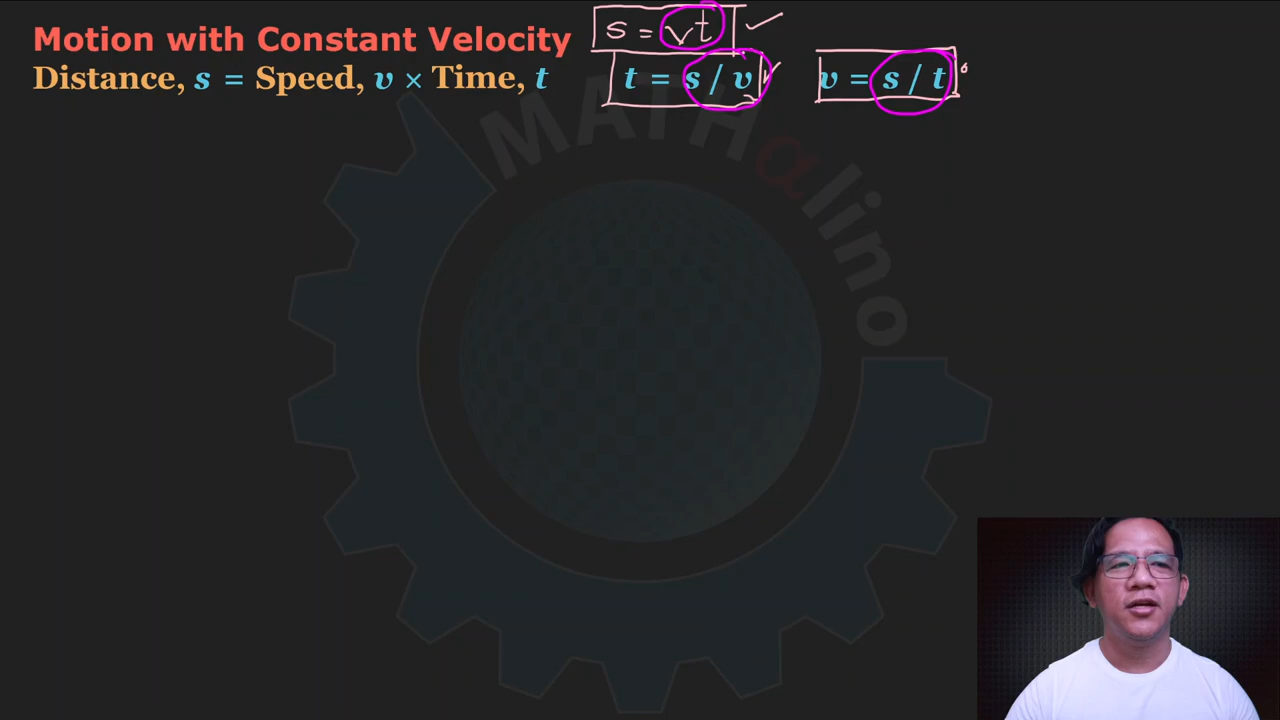 Motion with Constant Velocity s = vt
Distance, s = Speed, v × Time, t t = s / v v = s / t
MATHalino